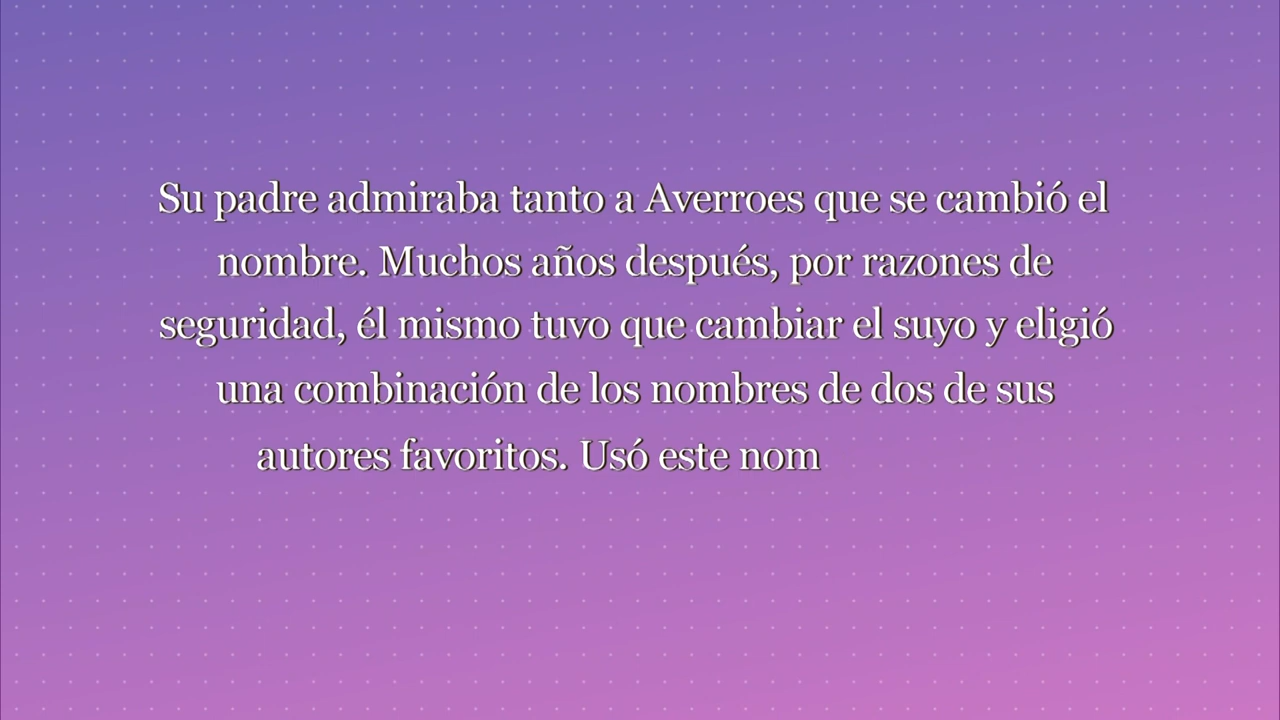 Su padre admiraba tanto a Averroes que se cambió el
nombre. Muchos años después, por razones de
seguridad, él mismo tuvo que cambiar el suyo y eligió
una combinación de los nombres de dos de sus
autores favoritos. Usó este nom